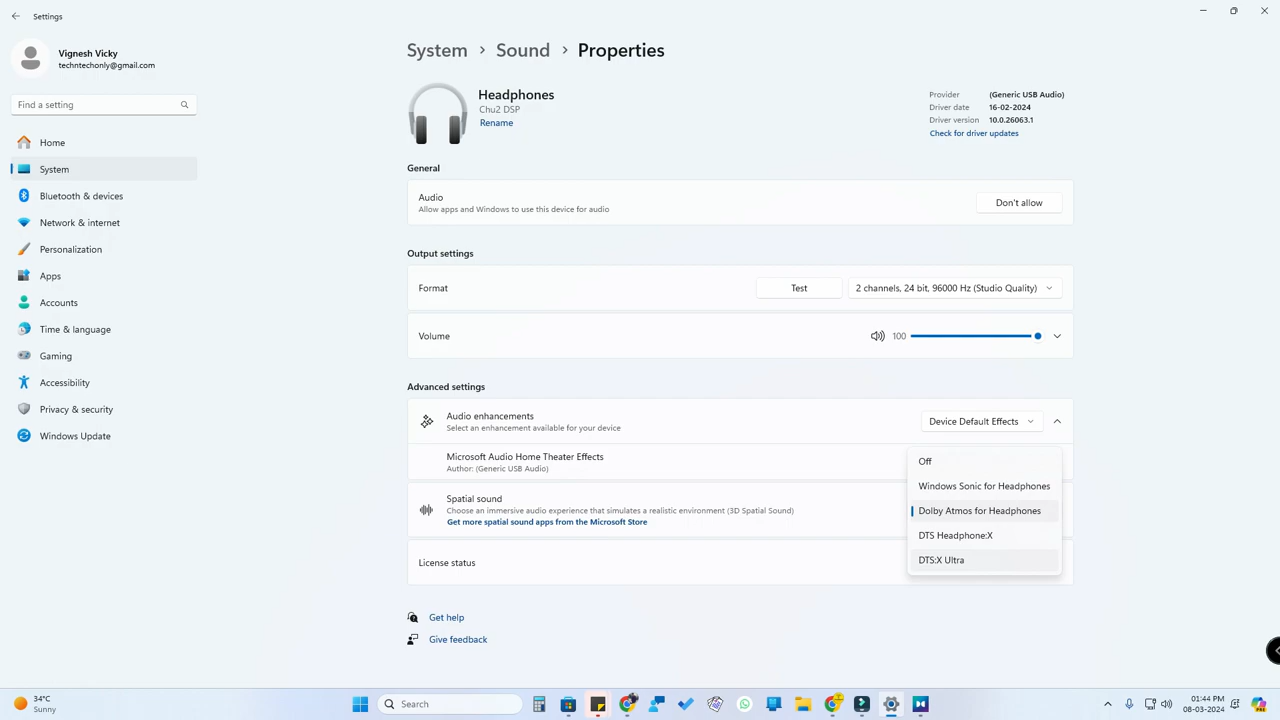 Settings
Vignesh Vicky
techntechonly@gmail.com
Find a setting
Home
System
Bluetooth & devices
Network & internet
Personalization
Apps
Accounts
Time & language
Gaming
Accessibility
Privacy & security
Windows Update
System > Sound > Properties
Headphones
Chu2 DSP
Rename
Provider (Generic USB Audio)
Driver date 16-02-2024
Driver version 10.0.26063.1
Check for driver updates
General
Audio
Allow apps and Windows to use this device for audio
Don't allow
Output settings
Format
Test
2 channels, 24 bit, 96000 Hz (Studio Quality)
Volume
100
Advanced settings
Audio enhancements
Select an enhancement available for your device
Device Default Effects
Microsoft Audio Home Theater Effects
Author: (Generic USB Audio)
Spatial sound
Choose an immersive audio experience that simulates a realistic environment (3D Spatial Sound)
Get more spatial sound apps from the Microsoft Store
License status
Off
Windows Sonic for Headphones
Dolby Atmos for Headphones
DTS Headphone:X
DTS:X Ultra
Get help
Give feedback
34°C
Sunny
Search
01:44 PM
08-03-2024